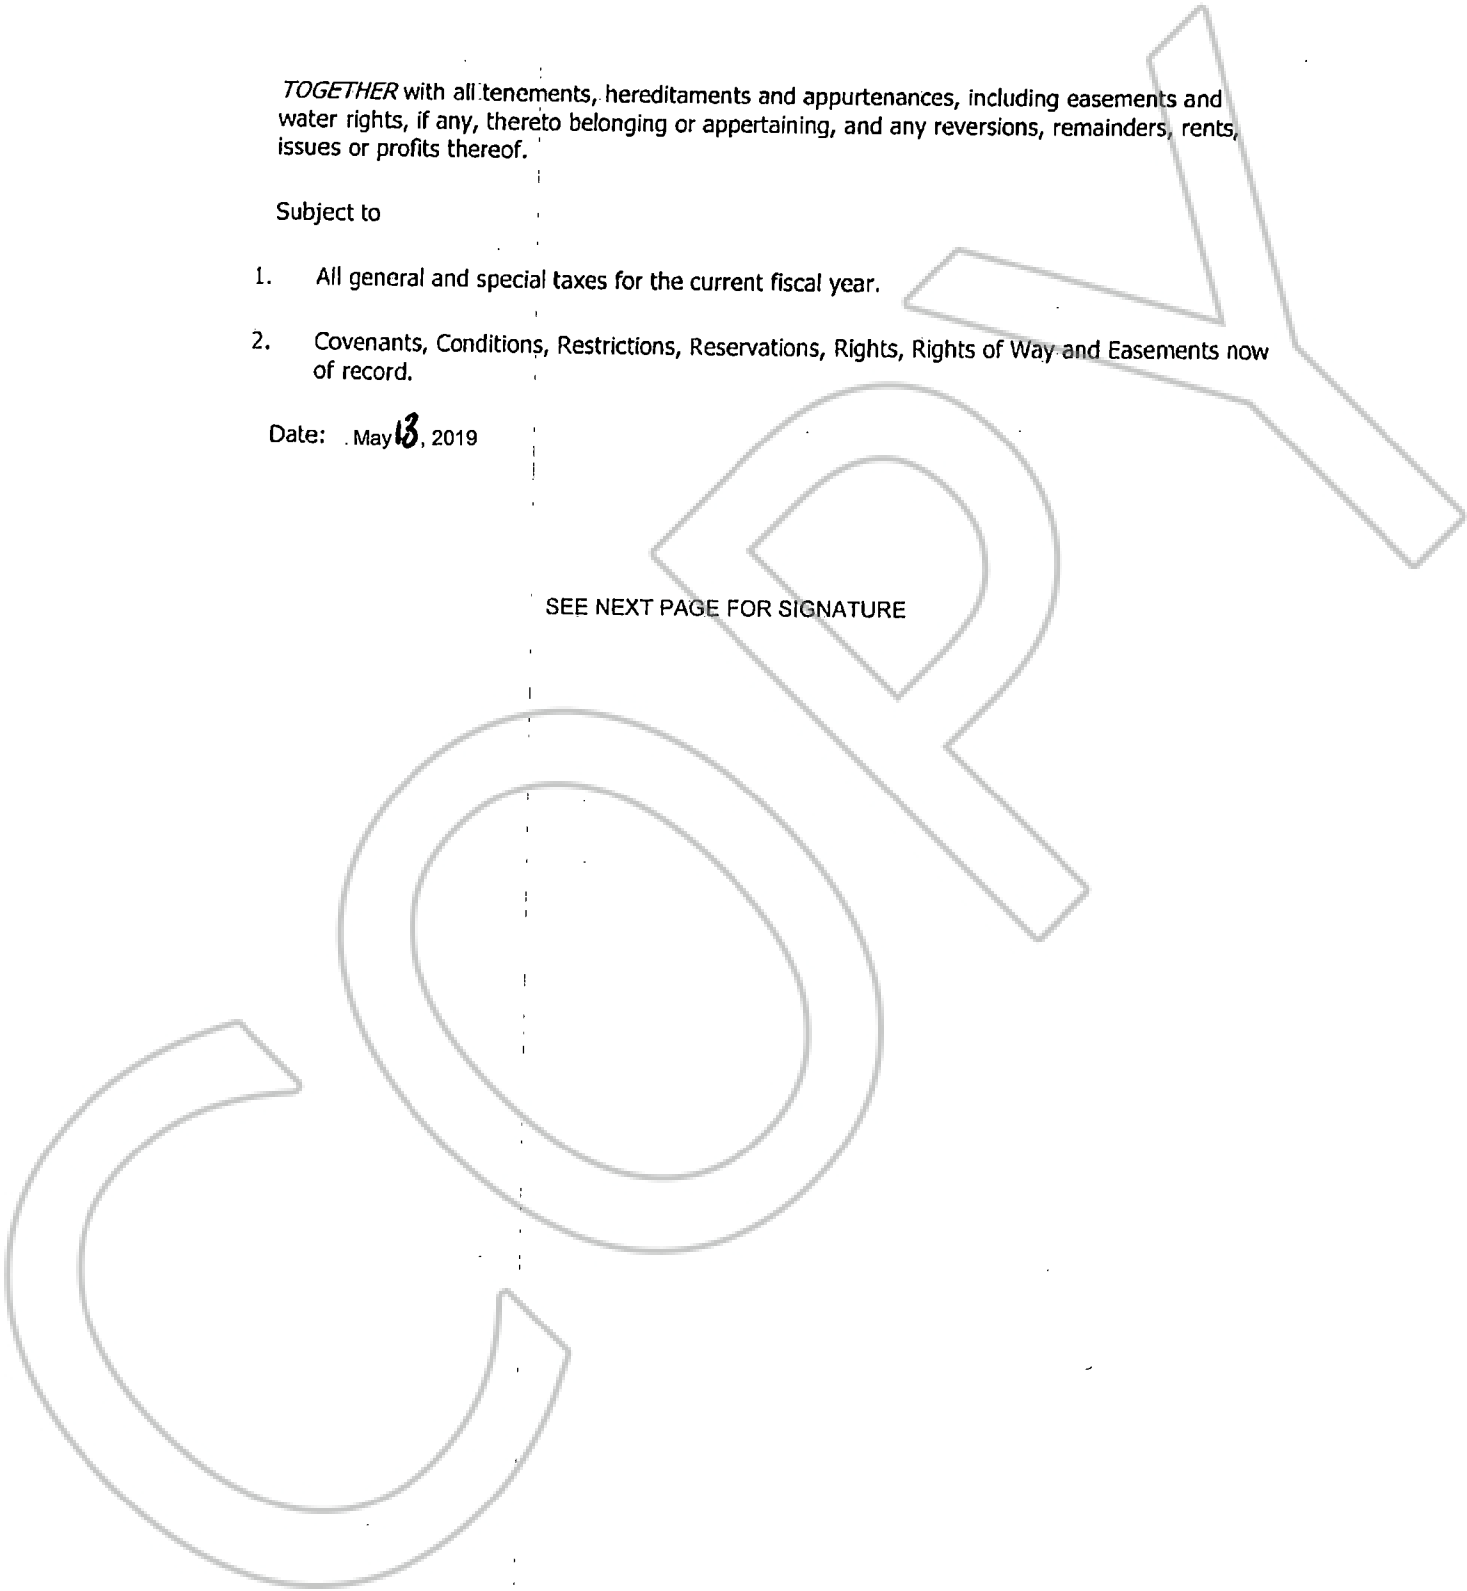 TOGETHER with all tenements, hereditaments and appurtenances, including easements and
water rights, if any, thereto belonging or appertaining, and any reversions, remainders, rents,
issues or profits thereof.
Subject to
1. All general and special taxes for the current fiscal year.
2. Covenants, Conditions, Restrictions, Reservations, Rights, Rights of Way and Easements now
of record.
Date: May 13, 2019
SEE NEXT PAGE FOR SIGNATURE
COPY